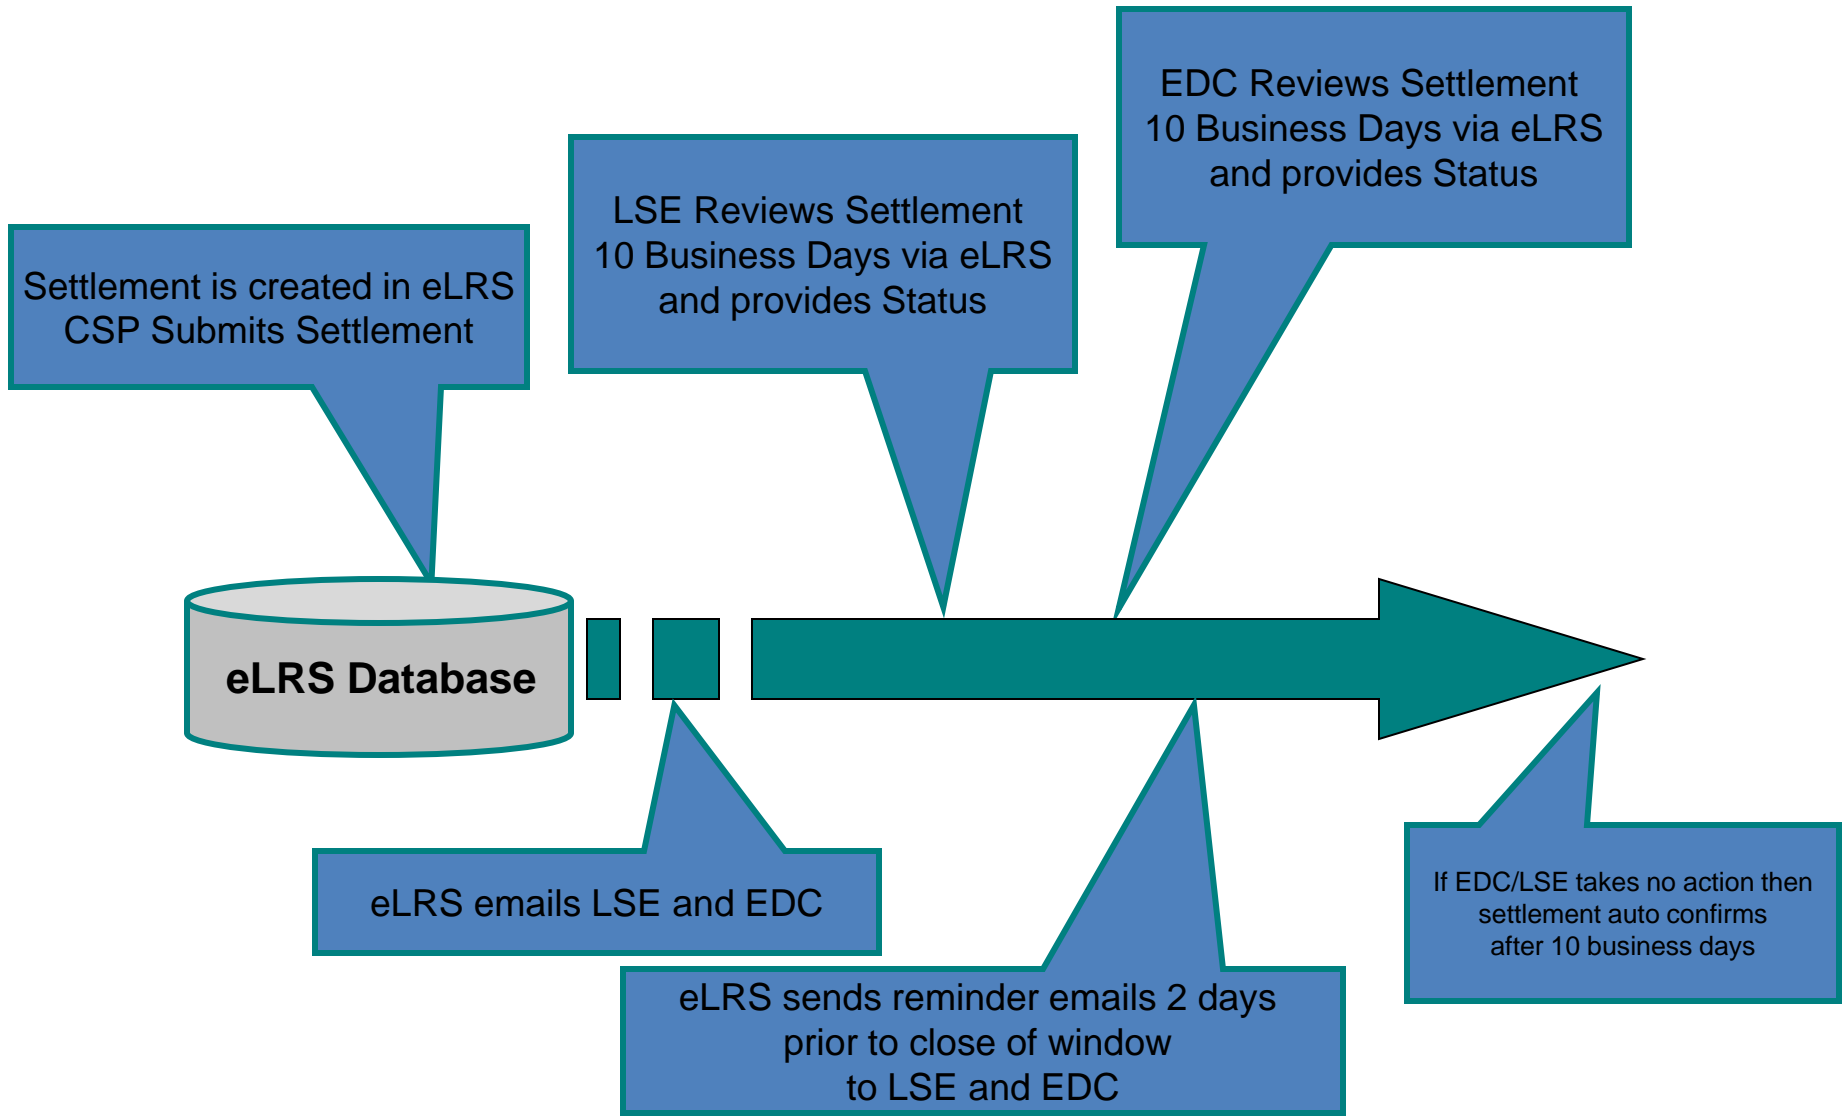 EDC Reviews Settlement
10 Business Days via eLRS
and provides Status
LSE Reviews Settlement
10 Business Days via eLRS
and provides Status
Settlement is created in eLRS
CSP Submits Settlement
eLRS Database
eLRS emails LSE and EDC
If EDC/LSE takes no action then
settlement auto confirms
after 10 business days
eLRS sends reminder emails 2 days
prior to close of window
to LSE and EDC